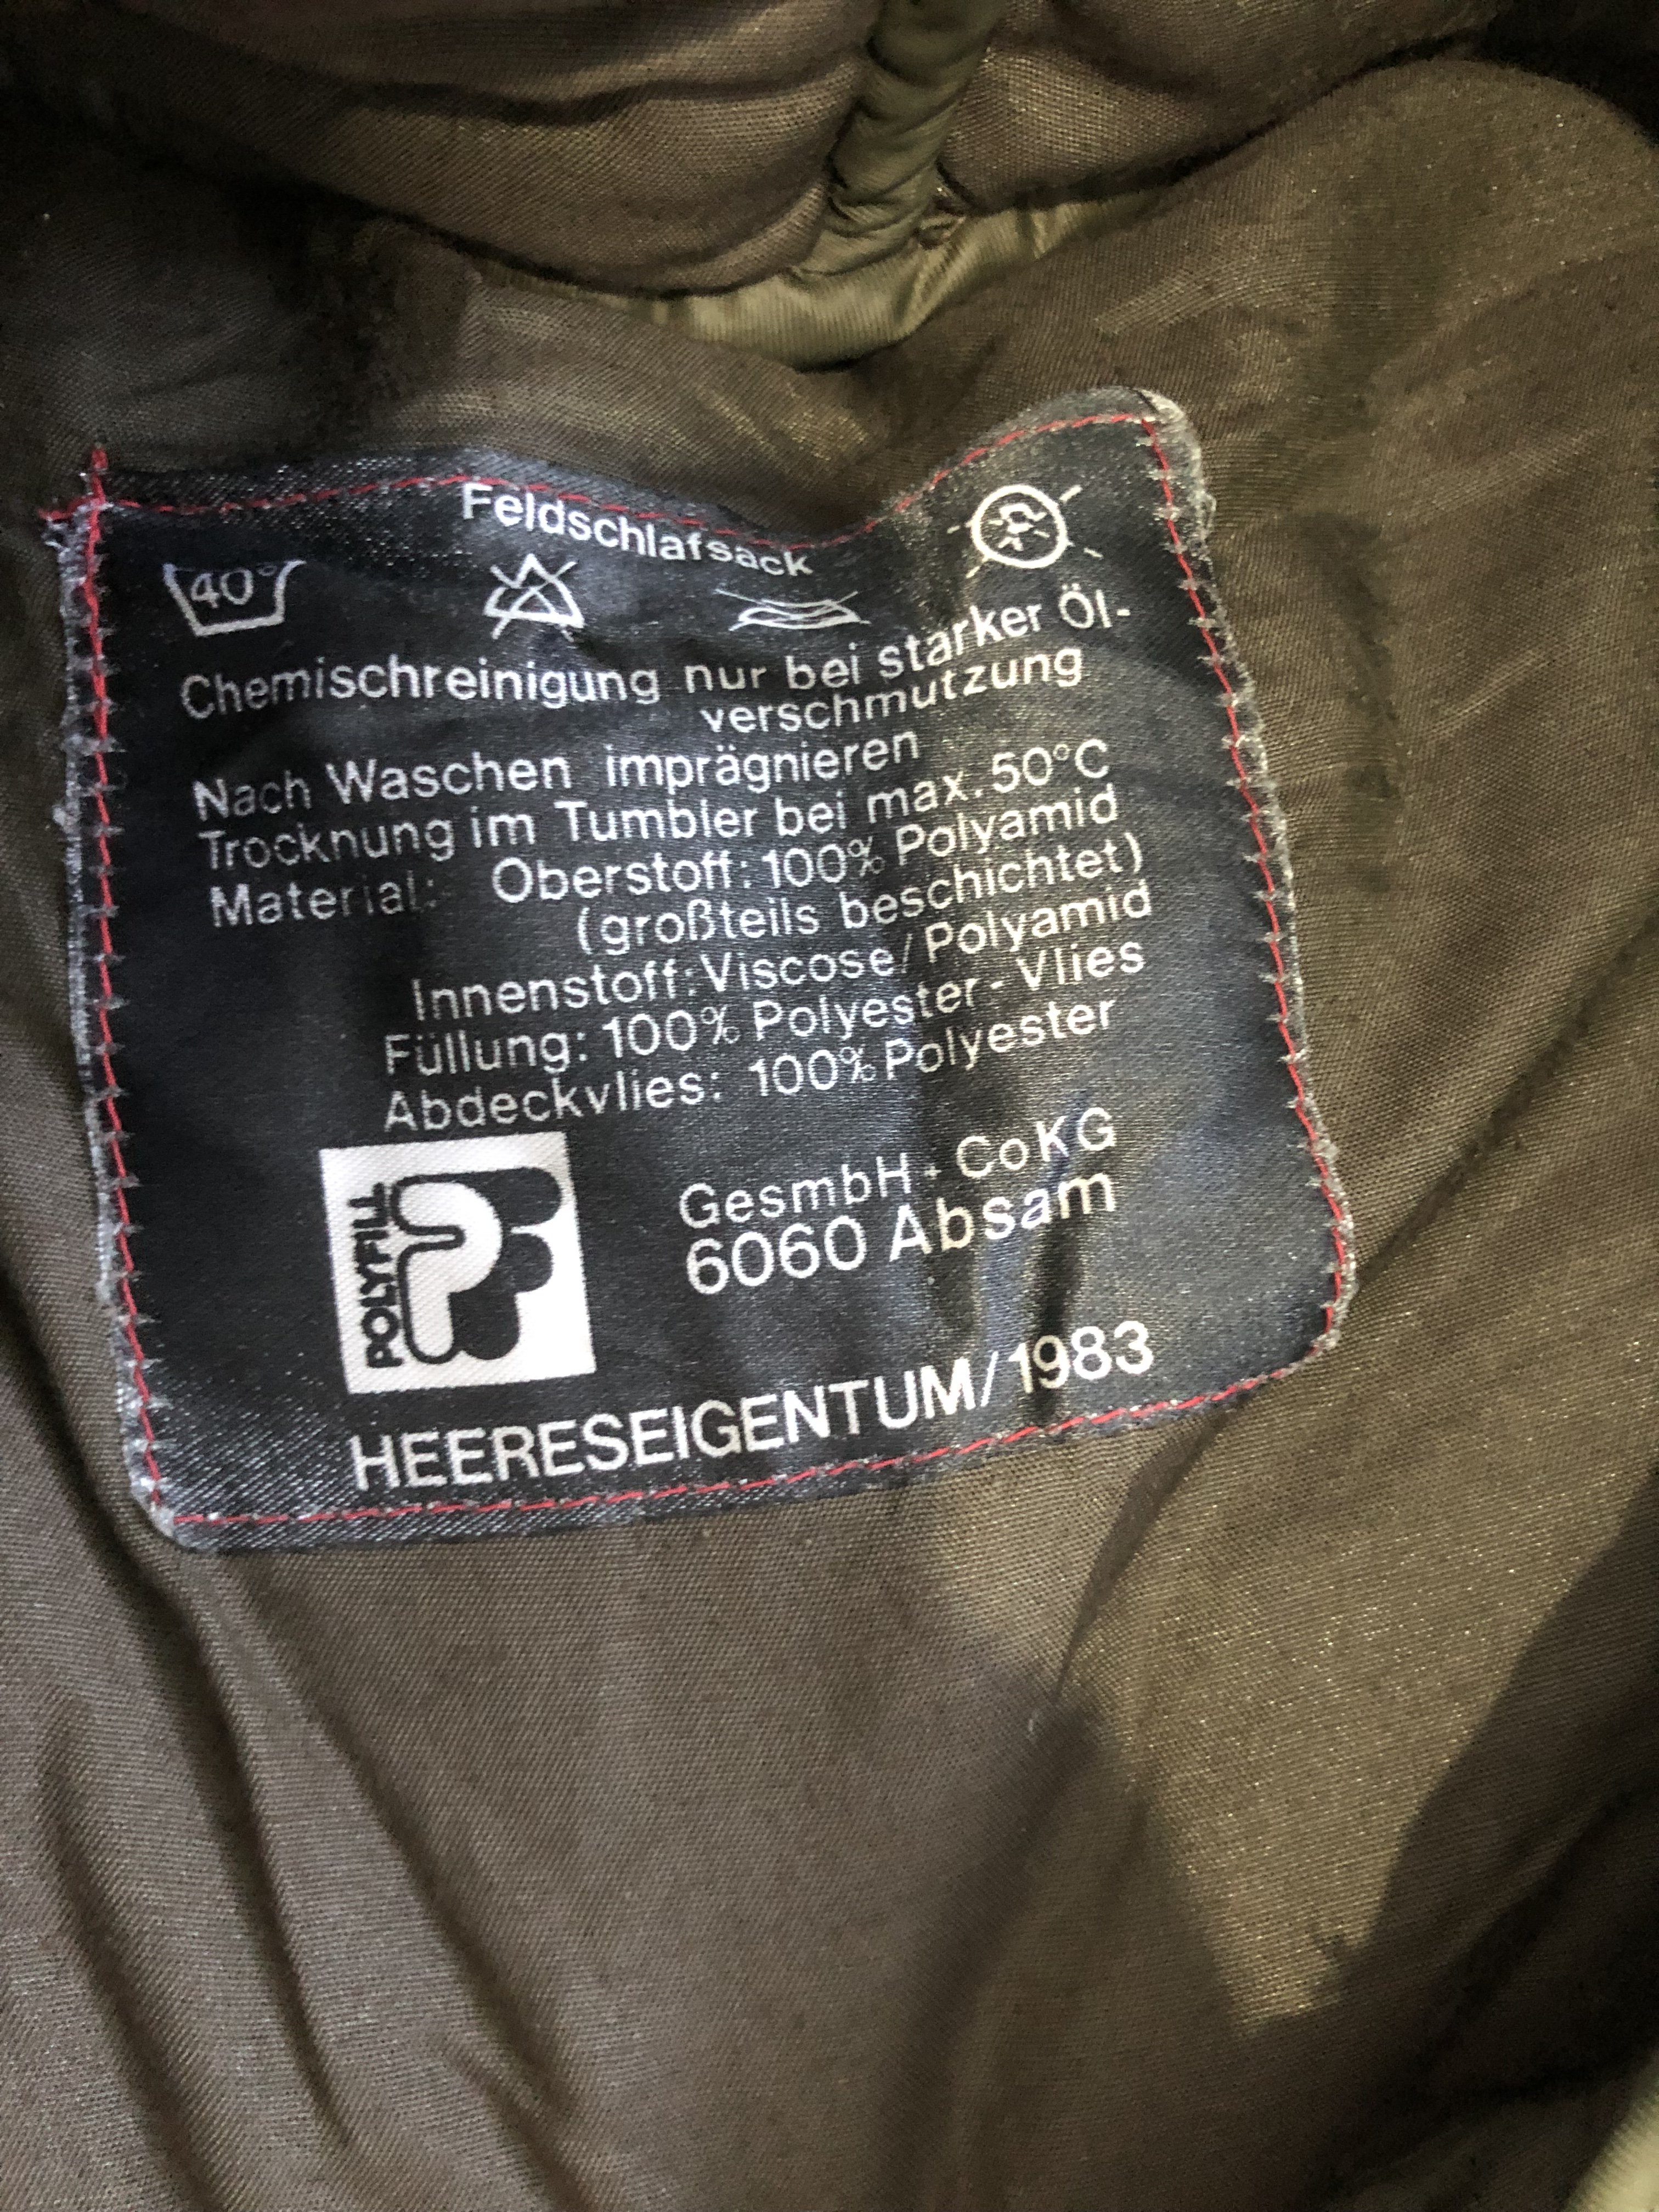 Feldschlafsack
40°
Chemischreinigung nur bei starker Öl-
verschmutzung
Nach Waschen imprägnieren
Trocknung im Tumbler bei max. 50°C
Material: Oberstoff: 100% Polyamid
(großteils beschichtet)
Innenstoff: Viscose/Polyamid
Füllung: 100% Polyester-Vlies
Abdeckvlies: 100% Polyester
POLYFILL
GesmbH + CoKG
6060 Absam
HEERESEIGENTUM/1983